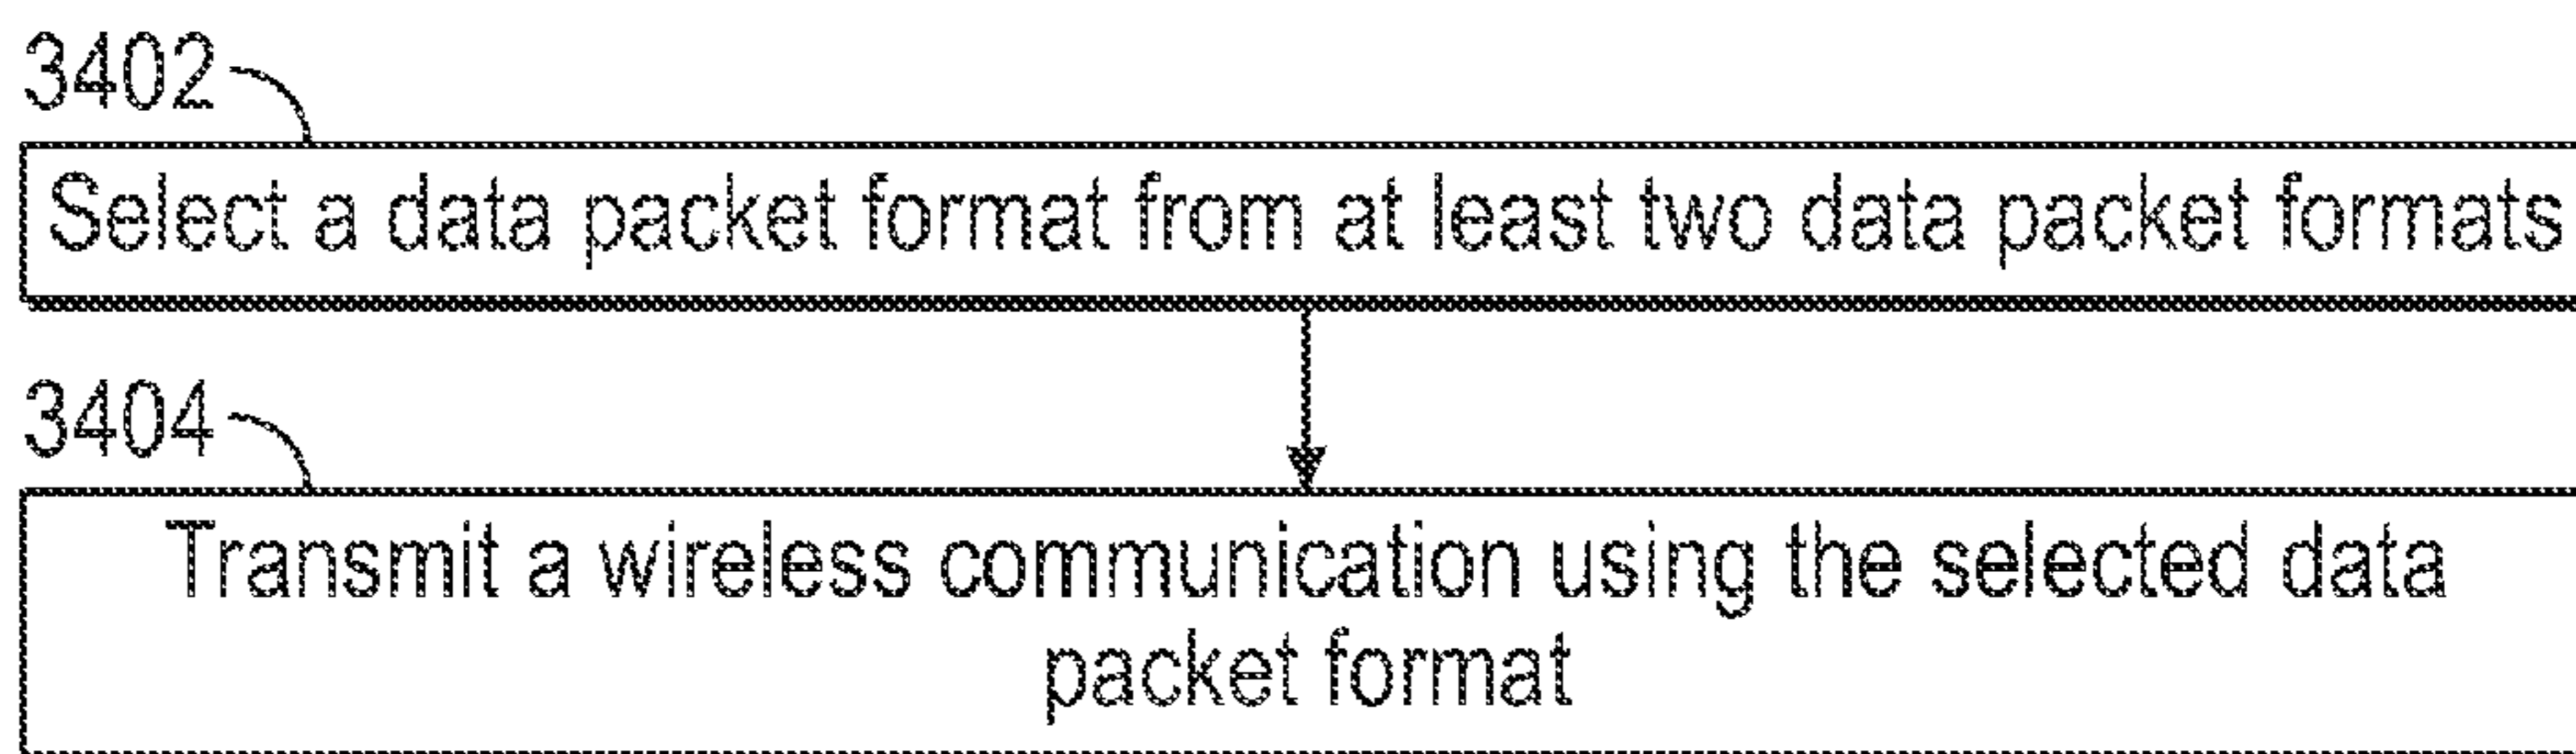 3402
Select a data packet format from at least two data packet formats
3404
Transmit a wireless communication using the selected data
packet format